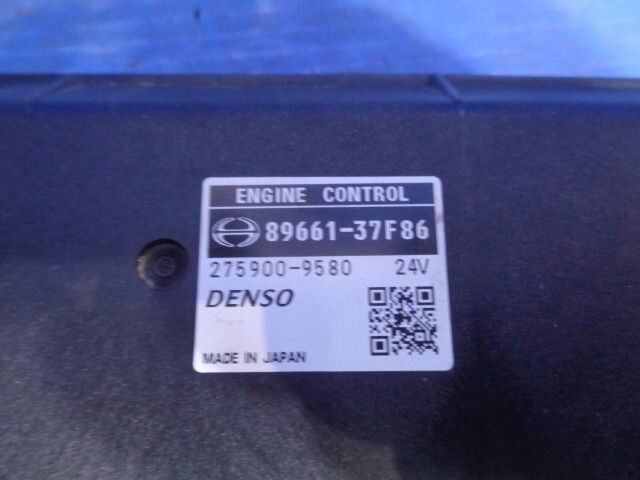 ENGINE CONTROL
89661-37F86
275900-9580 24V
DENSO
MADE IN JAPAN